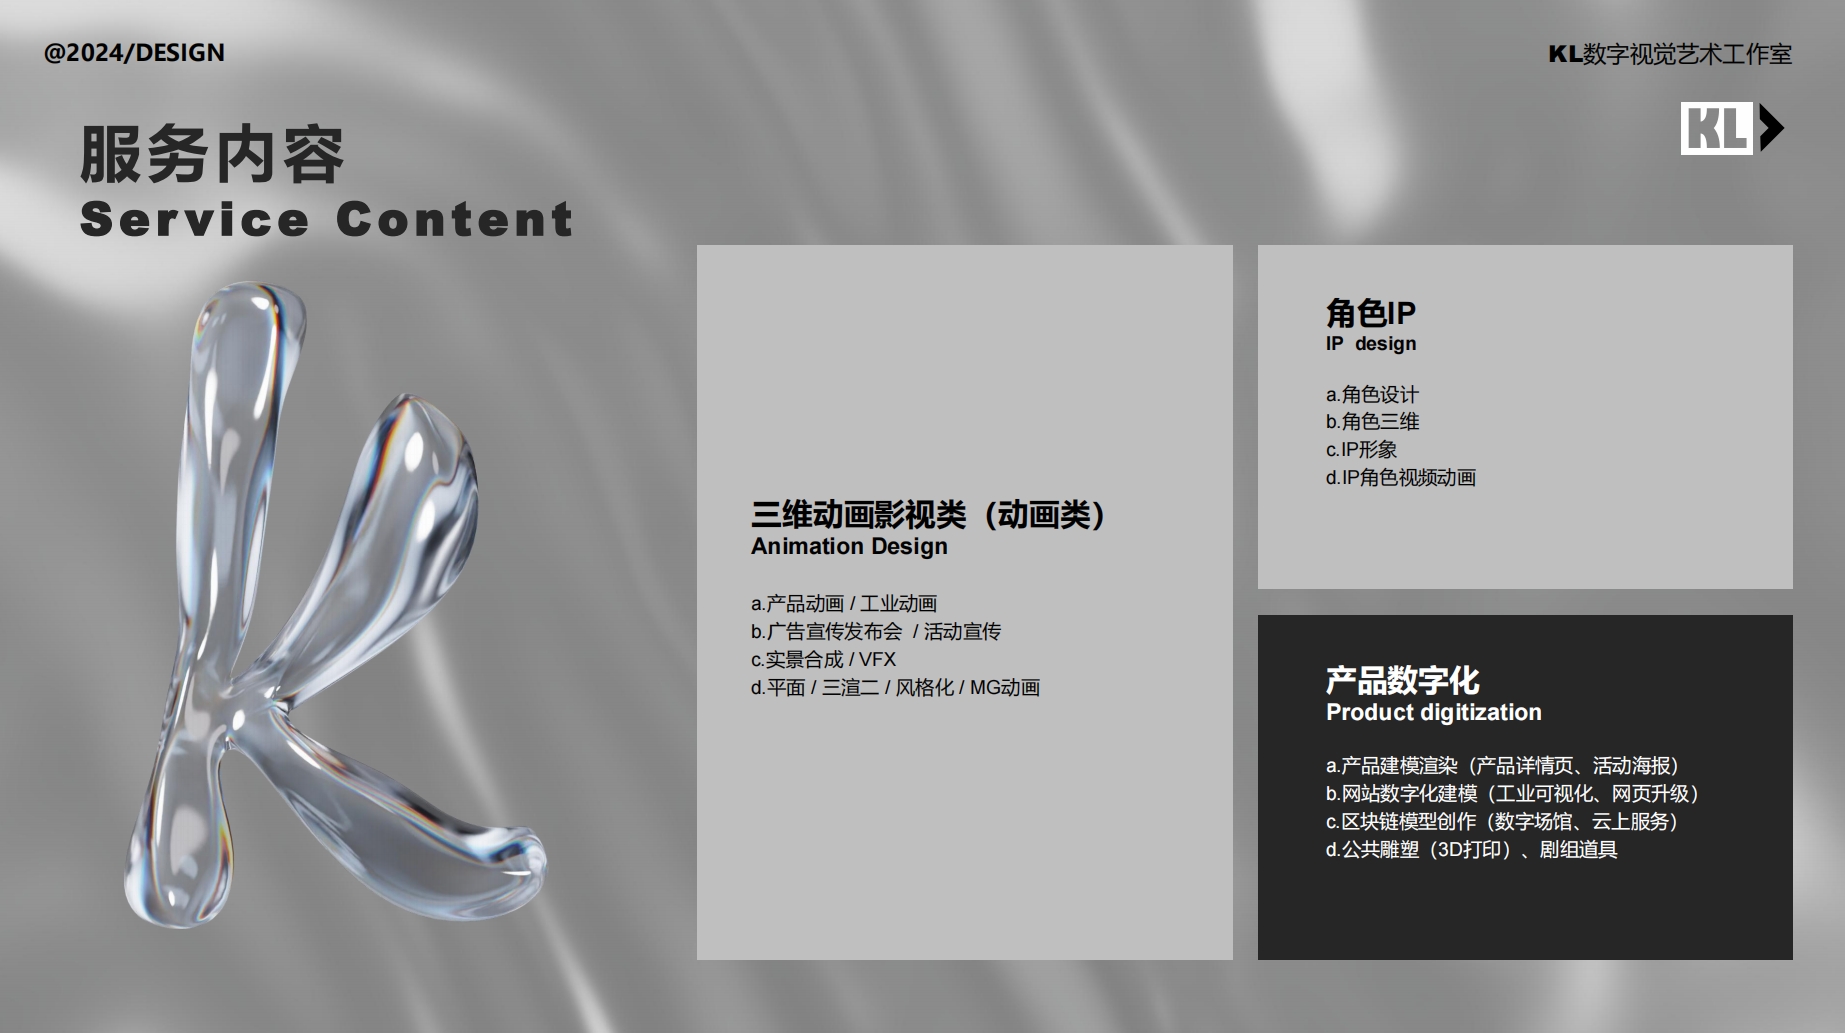 @2024/DESIGN
KL数字视觉艺术工作室
KL
服务内容
Service Content
三维动画影视类（动画类）
Animation Design
a.产品动画 / 工业动画
b.广告宣传发布会 / 活动宣传
c.实景合成 / VFX
d.平面 / 三渲二 / 风格化 / MG动画
角色IP
IP design
a.角色设计
b.角色三维
c.IP形象
d.IP角色视频动画
产品数字化
Product digitization
a.产品建模渲染（产品详情页、活动海报）
b.网站数字化建模（工业可视化、网页升级）
c.区块链模型创作（数字场馆、云上服务）
d.公共雕塑（3D打印）、剧组道具